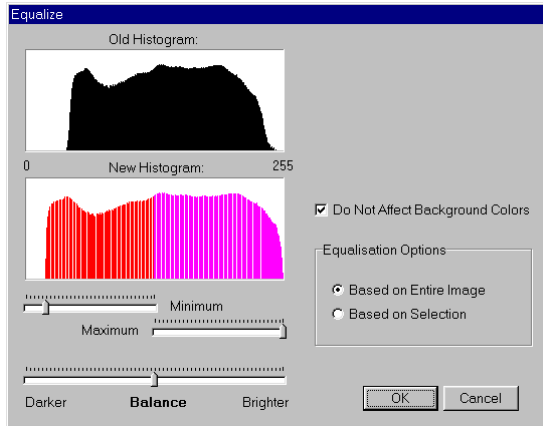 Equalize
Old Histogram:
0
New Histogram:
255
Do Not Affect Background Colors
Equalisation Options
Based on Entire Image
Based on Selection
Minimum
Maximum
Darker
Balance
Brighter
OK
Cancel